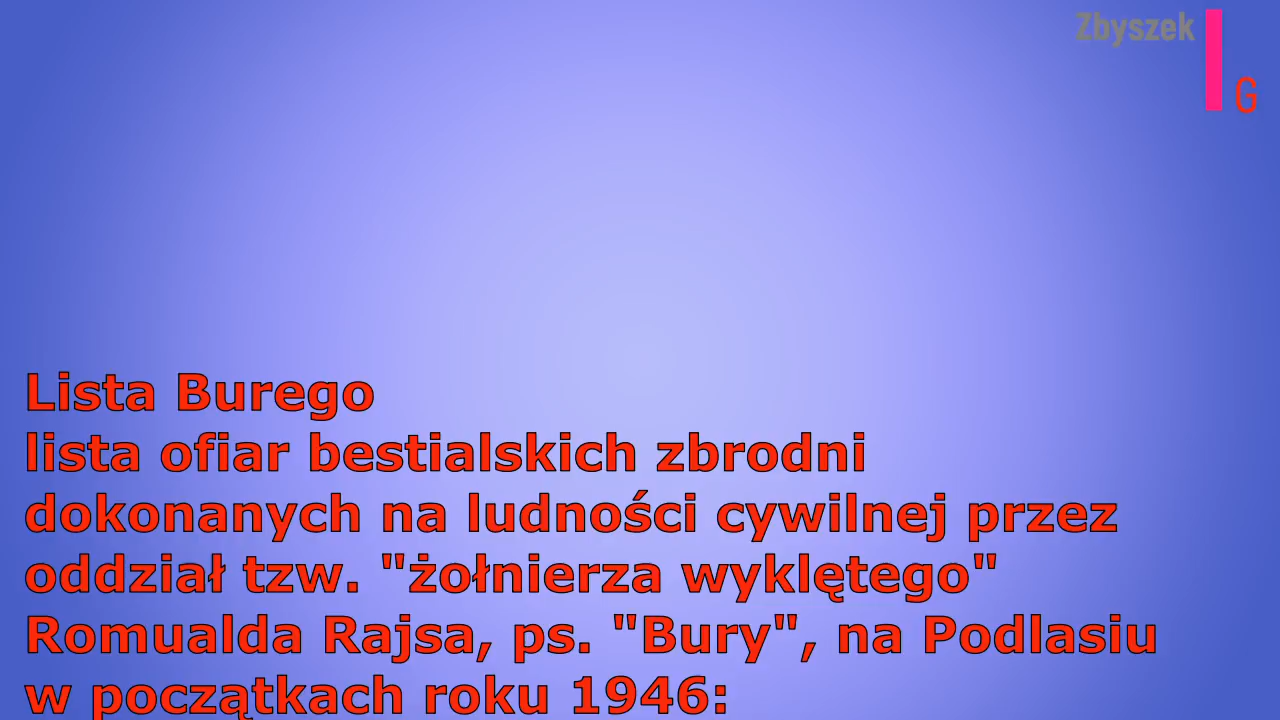 Zbyszek
G
Lista Burego
lista ofiar bestialskich zbrodni
dokonanych na ludności cywilnej przez
oddział tzw. "żołnierza wyklętego"
Romualda Rajsa, ps. "Bury", na Podlasiu
w początkach roku 1946: